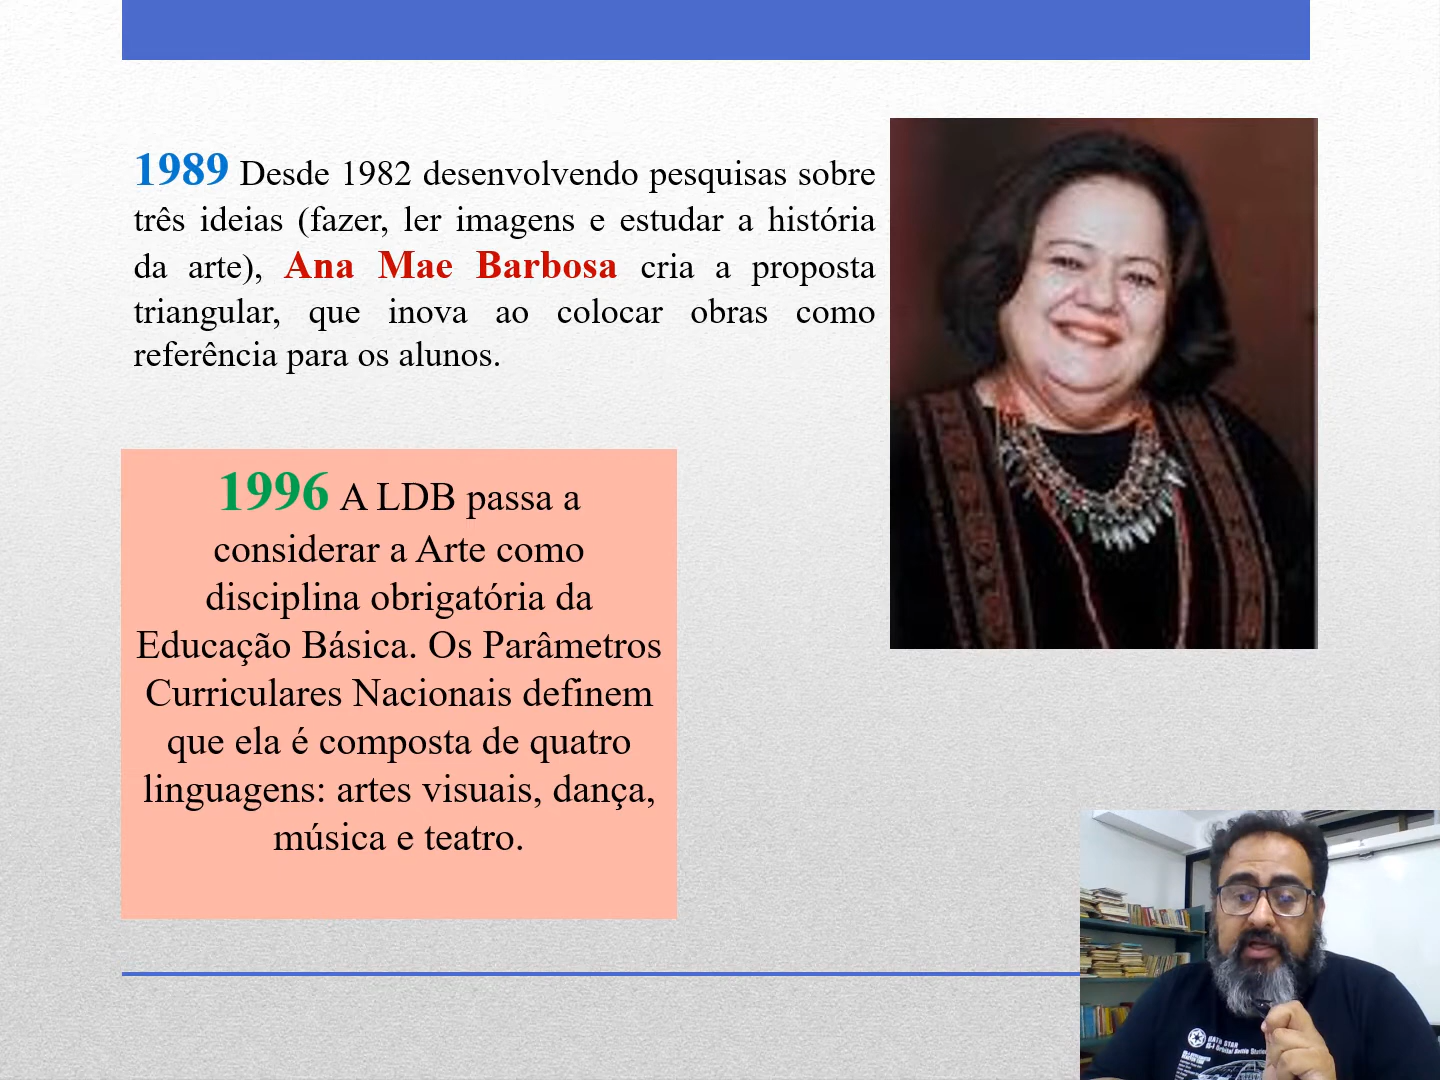 1989 Desde 1982 desenvolvendo pesquisas sobre
três ideias (fazer, ler imagens e estudar a história
da arte), Ana Mae Barbosa cria a proposta
triangular, que inova ao colocar obras como
referência para os alunos.
1996 A LDB passa a
considerar a Arte como
disciplina obrigatória da
Educação Básica. Os Parâmetros
Curriculares Nacionais definem
que ela é composta de quatro
linguagens: artes visuais, dança,
música e teatro.